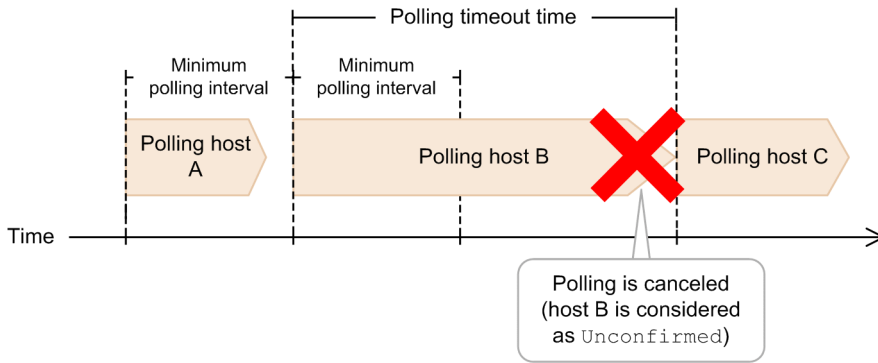 Polling timeout time
Minimum
polling interval
Minimum
polling interval
Polling host
A
Polling host B
Polling host C
Time
Polling is canceled
(host B is considered
as Unconfirmed)